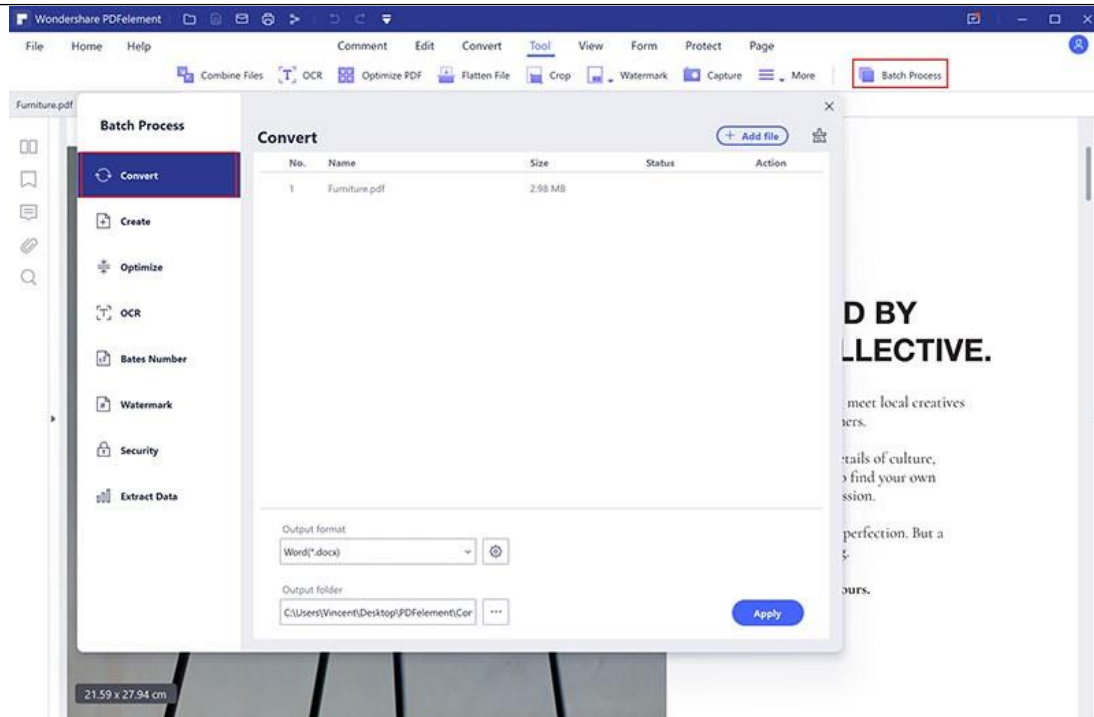 Wondershare PDFelement
File Home Help Comment Edit Convert Tool View Form Protect Page
Combine Files OCR Optimize PDF Flatten File Crop Watermark Capture More Batch Process
Furniture.pdf
Batch Process
Convert
Create
Optimize
OCR
Bates Number
Watermark
Security
Extract Data
Convert
+ Add file
No. Name Size Status Action
1 Furniture.pdf 2.98 MB
Output format
Word(*.docx)
Output folder
C:\Users\Vincent\Desktop\PDFelement\Cor
...
Apply
D BY
LLECTIVE.
meet local creatives
ners.
tails of culture,
find your own
ssion.
perfection. But a
ours.
21.59 x 27.94 cm